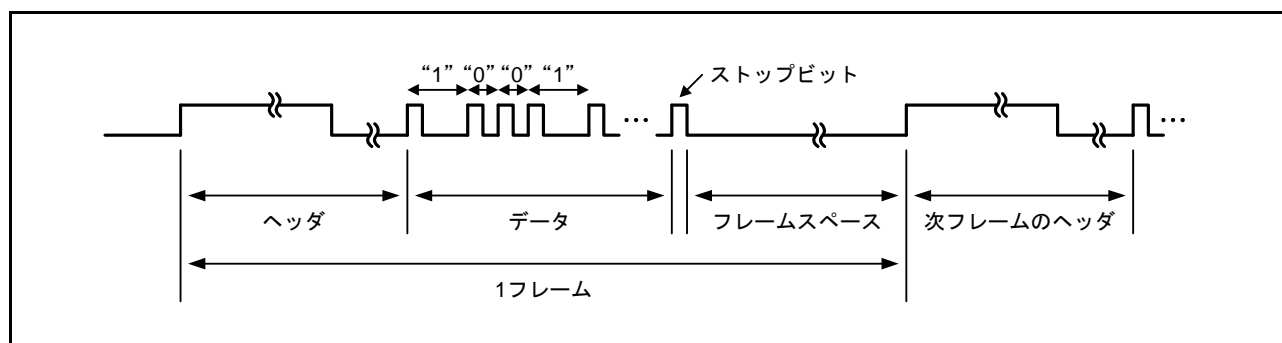 “1” “0” “0” “1”
ストップビット
…
…
ヘッダ
データ
フレームスペース
次フレームのヘッダ
1フレーム